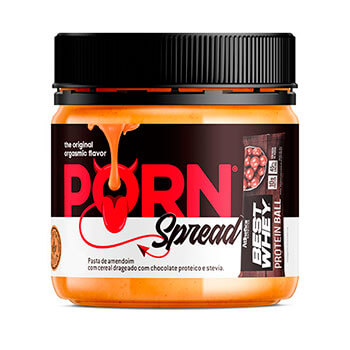 the original
orgasmic flavor
PORN®
Spread
Pasta de amendoim
com cereal drageado com chocolate proteico e stevia.
Atlhetica
BEST
WHEY
PROTEIN BALL